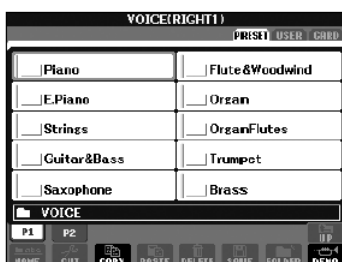 VOICE(RIGHT1)
PRESET USER CARD
Piano Flute&Woodwind
E.Piano Organ
Strings OrganFlutes
Guitar&Bass Trumpet
Saxophone Brass
VOICE
P1 P2 UP
NAME CUT COPY PASTE DELETE SAVE FOLDER DEMO